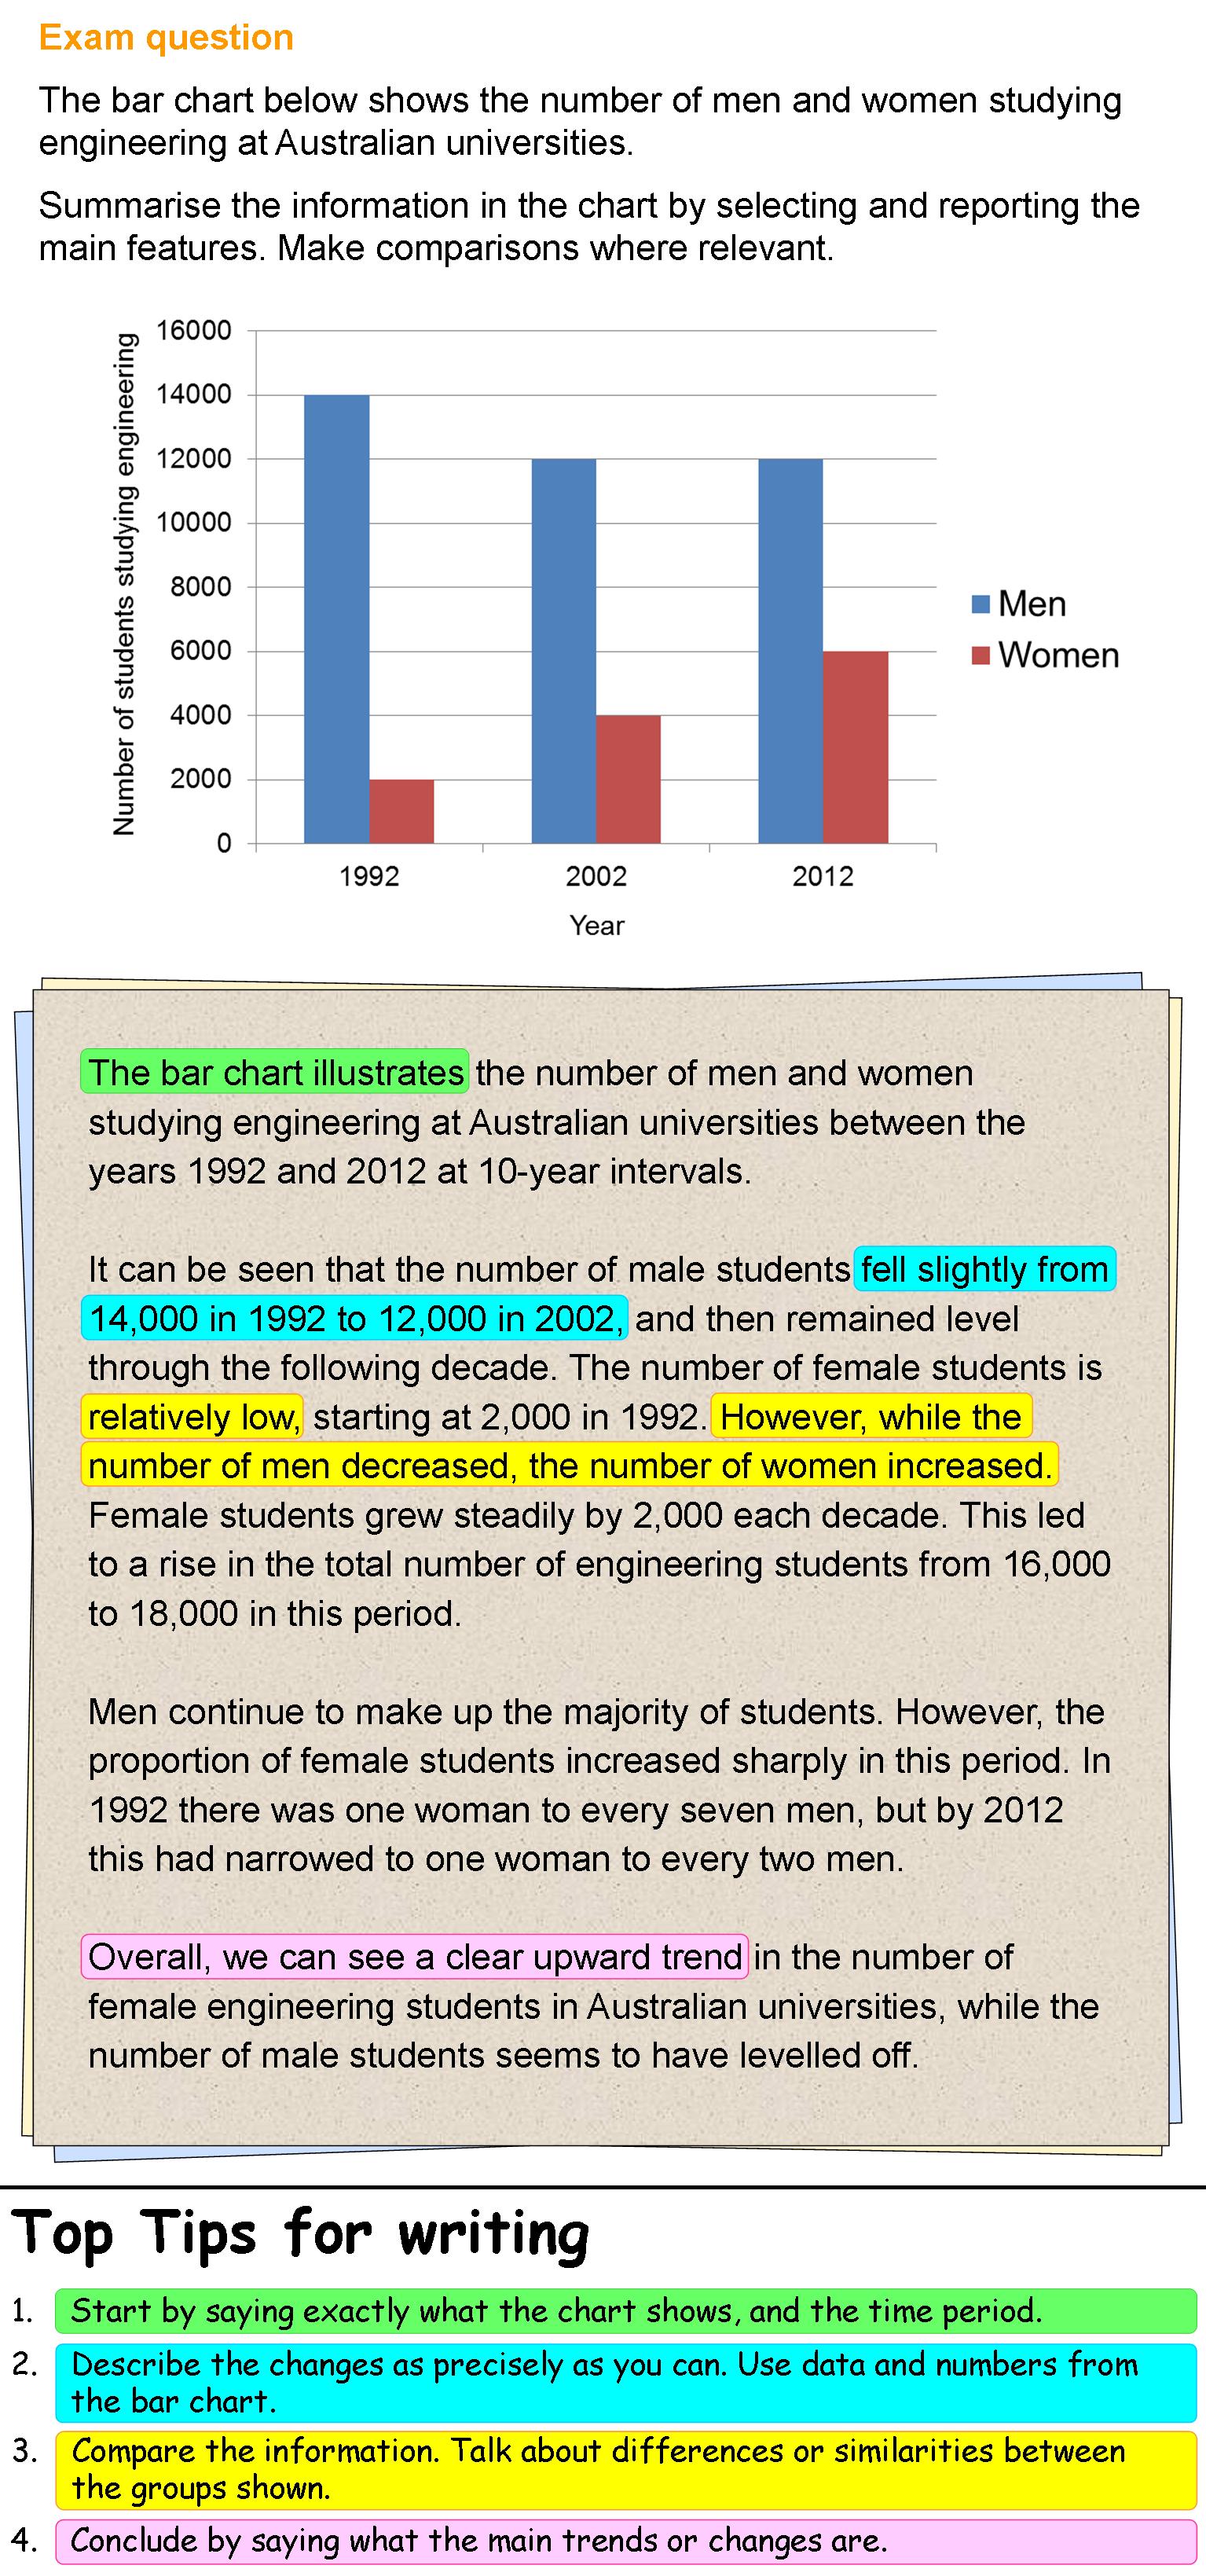 Exam question
The bar chart below shows the number of men and women studying
engineering at Australian universities.
Summarise the information in the chart by selecting and reporting the
main features. Make comparisons where relevant.
Number of students studying engineering
16000
14000
12000
10000
8000
6000
4000
2000
0
1992
2002
2012
Year
Men
Women
The bar chart illustrates the number of men and women
studying engineering at Australian universities between the
years 1992 and 2012 at 10-year intervals.
It can be seen that the number of male students fell slightly from
14,000 in 1992 to 12,000 in 2002, and then remained level
through the following decade. The number of female students is
relatively low, starting at 2,000 in 1992. However, while the
number of men decreased, the number of women increased.
Female students grew steadily by 2,000 each decade. This led
to a rise in the total number of engineering students from 16,000
to 18,000 in this period.
Men continue to make up the majority of students. However, the
proportion of female students increased sharply in this period. In
1992 there was one woman to every seven men, but by 2012
this had narrowed to one woman to every two men.
Overall, we can see a clear upward trend in the number of
female engineering students in Australian universities, while the
number of male students seems to have levelled off.
Top Tips for writing
1. Start by saying exactly what the chart shows, and the time period.
2. Describe the changes as precisely as you can. Use data and numbers from
the bar chart.
3. Compare the information. Talk about differences or similarities between
the groups shown.
4. Conclude by saying what the main trends or changes are.